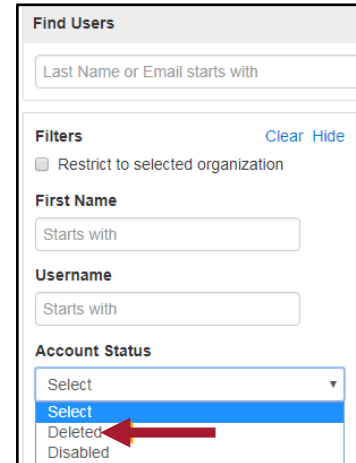 Find Users
Last Name or Email starts with
Filters Clear Hide
Restrict to selected organization
First Name
Starts with
Username
Starts with
Account Status
Select
Select
Deleted
Disabled